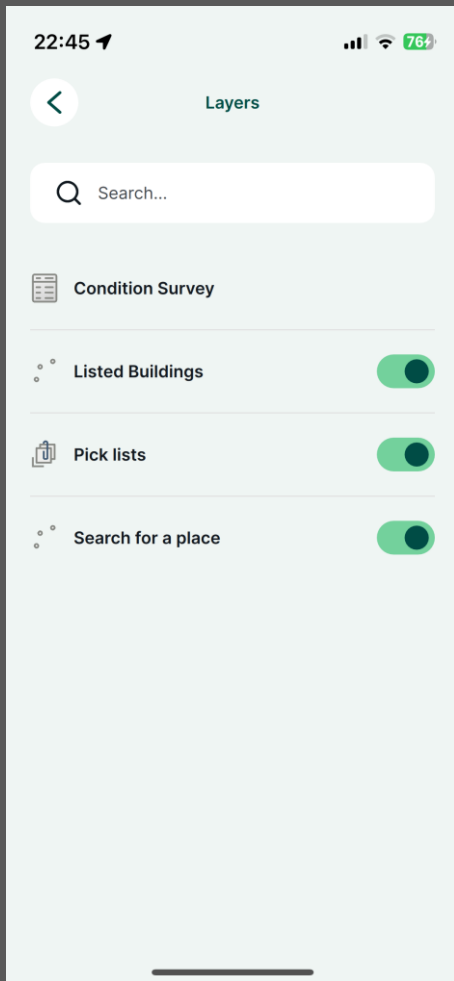 22:45
76
Layers
Search...
Condition Survey
Listed Buildings
Pick lists
Search for a place